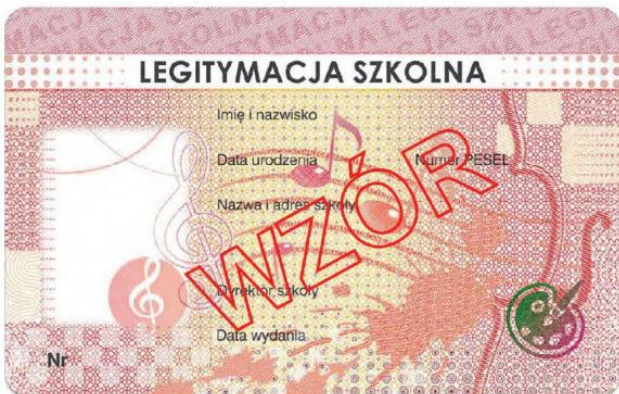 LEGITYMACJA SZKOLNA
Imię i nazwisko
Data urodzenia Numer PESEL
Nazwa i adres szkoły
WZÓR
Dyrektor szkoły
Data wydania
Nr